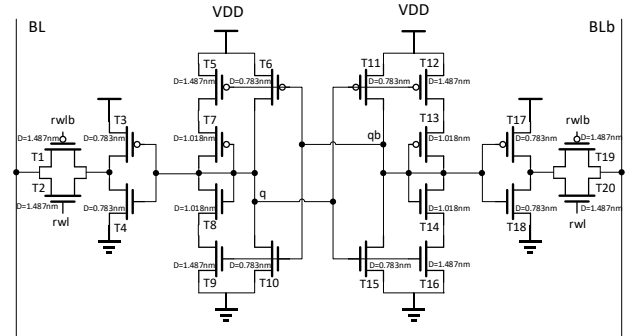 VDD VDD
BL BLb
T5 T6 T11 T12
D=1.487nm D=0.783nm D=0.783nm D=1.487nm
rwlb T3 T7 T13 T17 rwlb
D=1.487nm D=0.783nm D=1.018nm qb D=1.018nm D=0.783nm D=1.487nm
T1 T19
T2 T20
q
D=1.487nm D=0.783nm D=1.018nm D=1.018nm D=0.783nm D=1.487nm
rwl T4 T8 T14 T18 rwl
D=1.487nm D=0.783nm D=0.783nm D=1.487nm
T9 T10 T15 T16